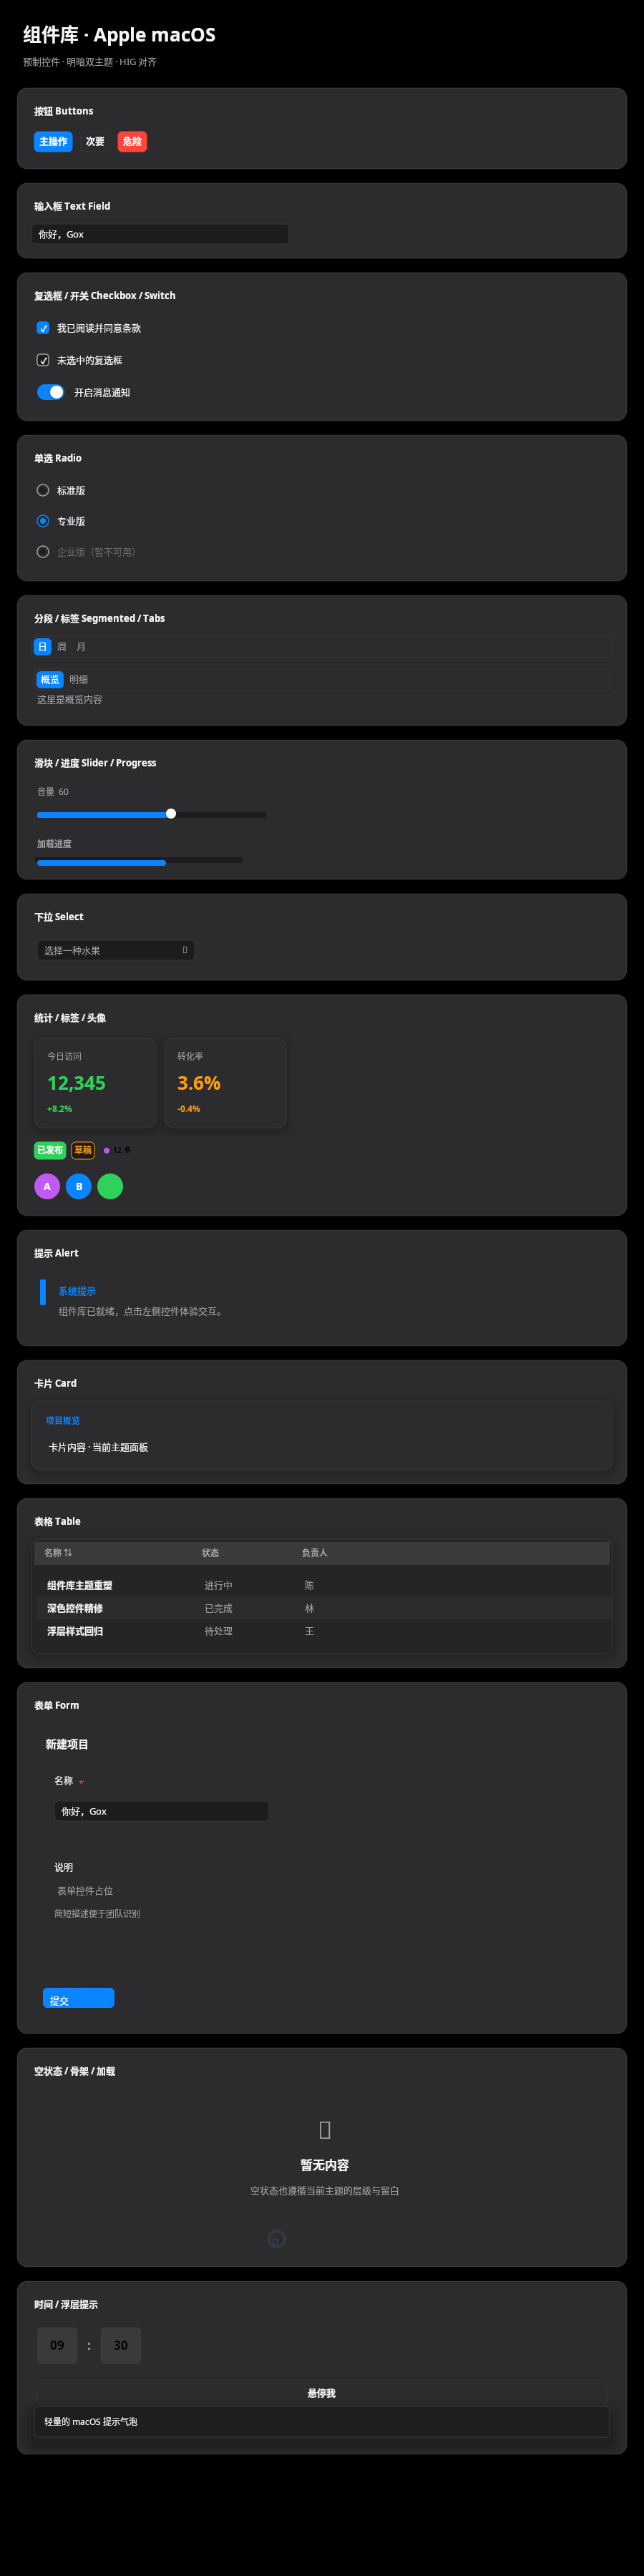 组件库 · Apple macOS
预制控件 · 明暗双主题 · HIG 对齐
按钮 Buttons
主操作 次要 危险
输入框 Text Field
你好，Gox
复选框 / 开关 Checkbox / Switch
我已阅读并同意条款
未选中的复选框
开启消息通知
单选 Radio
标准版
专业版
企业版（暂不可用）
分段 / 标签 Segmented / Tabs
日 周 月
概览 明细
这里是概览内容
滑块 / 进度 Slider / Progress
音量 60
加载进度
下拉 Select
选择一种水果
统计 / 标签 / 头像
今日访问 转化率
12,345 3.6%
+8.2% -0.4%
已发布 草稿 12 条
A B
提示 Alert
系统提示
组件库已就绪，点击左侧控件体验交互。
卡片 Card
项目概览
卡片内容 · 当前主题面板
表格 Table
名称 ⇅ 状态 负责人
组件库主题重塑 进行中 陈
深色控件精修 已完成 林
浮层样式回归 待处理 王
表单 Form
新建项目
名称 *
你好，Gox
说明
表单控件占位
简短描述便于团队识别
提交
空状态 / 骨架 / 加载
暂无内容
空状态也遵循当前主题的层级与留白
时间 / 浮层提示
09 : 30
悬停我
轻量的 macOS 提示气泡